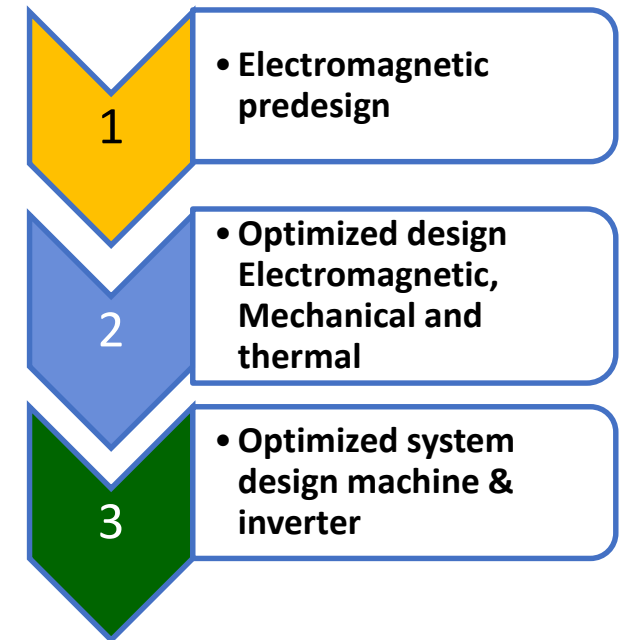 1
• Electromagnetic
predesign
2
• Optimized design
Electromagnetic,
Mechanical and
thermal
3
• Optimized system
design machine &
inverter